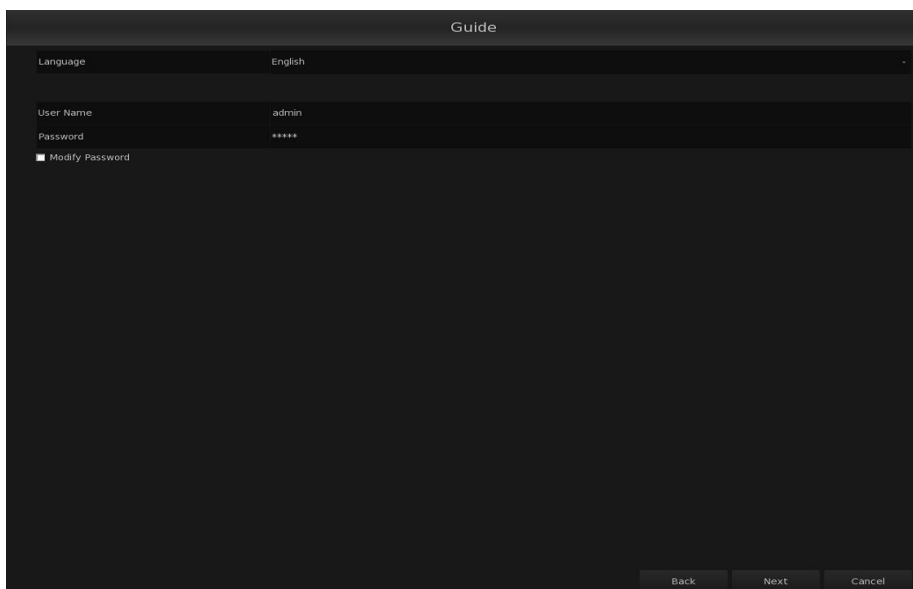 Guide
Language English
User Name admin
Password *****
Modify Password
Back Next Cancel